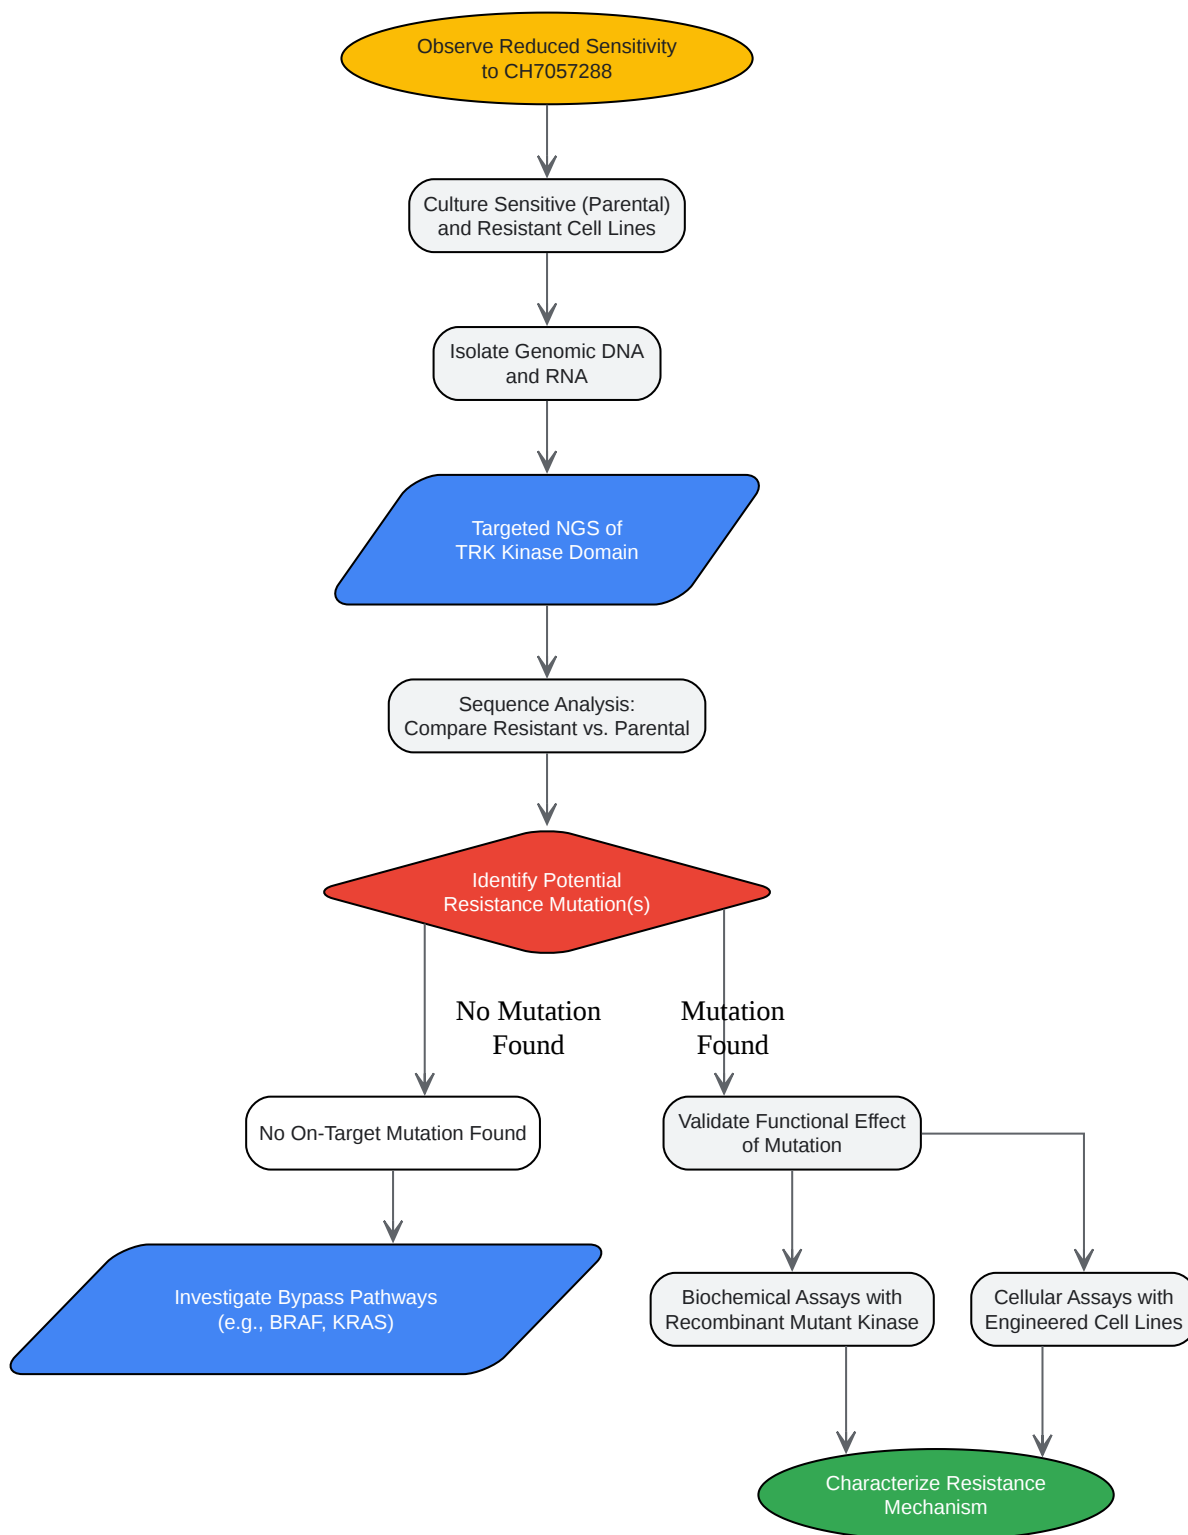 Observe Reduced Sensitivity
to CH7057288
Culture Sensitive (Parental)
and Resistant Cell Lines
Isolate Genomic DNA
and RNA
Targeted NGS of
TRK Kinase Domain
Sequence Analysis:
Compare Resistant vs. Parental
Identify Potential
Resistance Mutation(s)
No Mutation
Found
Mutation
Found
No On-Target Mutation Found
Validate Functional Effect
of Mutation
Investigate Bypass Pathways
(e.g., BRAF, KRAS)
Biochemical Assays with
Recombinant Mutant Kinase
Cellular Assays with
Engineered Cell Lines
Characterize Resistance
Mechanism